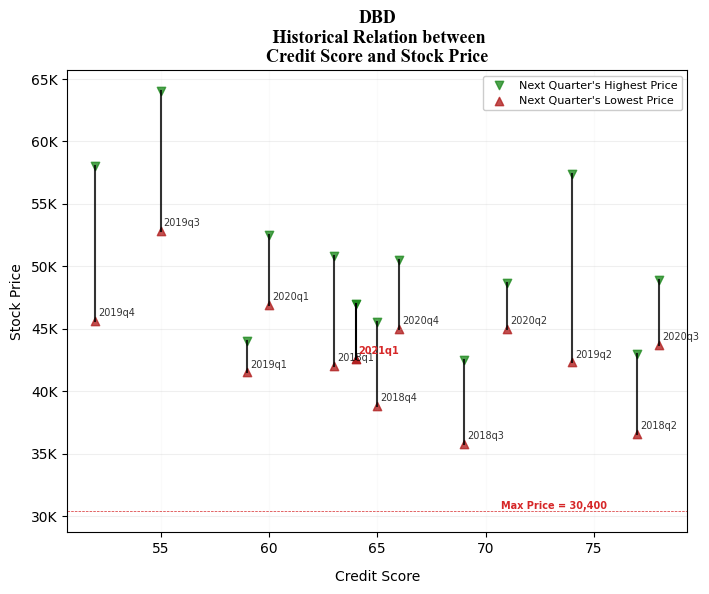 DBD
Historical Relation between
Credit Score and Stock Price
65K
60K
55K
50K
45K
40K
35K
30K
Stock Price
Next Quarter's Highest Price
Next Quarter's Lowest Price
2019q3
2019q4
2020q1
2019q1
2018q1
2021q1
2018q4
2020q4
2018q3
2020q2
2019q2
2018q2
2020q3
Max Price = 30,400
55
60
65
70
75
Credit Score